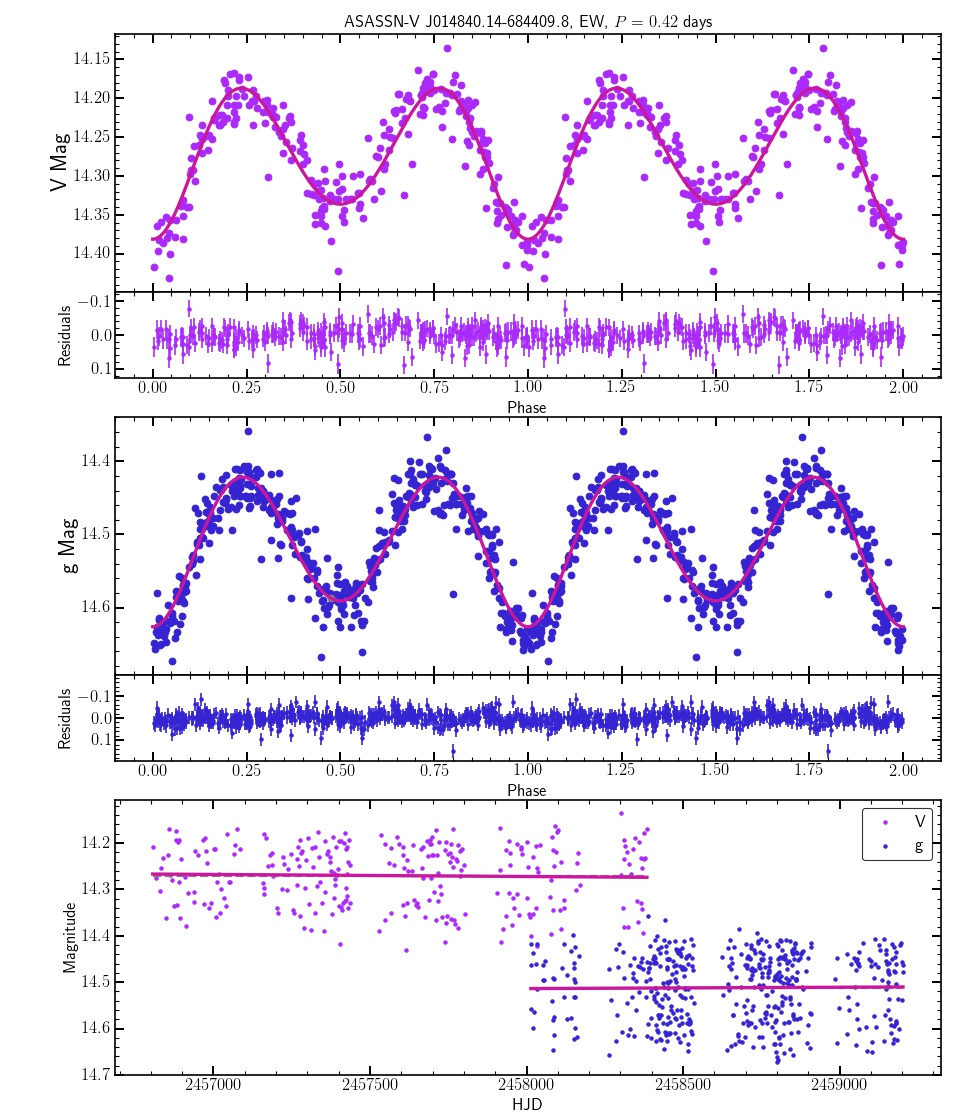 ASASSN-V J014840.14-684409.8, EW, P = 0.42 days
14.15
14.20
14.25
14.30
14.35
14.40
V Mag
−0.1
0.0
0.1
Residuals
0.00 0.25 0.50 0.75 1.00 1.25 1.50 1.75 2.00
Phase
14.4
14.5
14.6
g Mag
−0.1
0.0
0.1
Residuals
0.00 0.25 0.50 0.75 1.00 1.25 1.50 1.75 2.00
Phase
V
g
14.2
14.3
14.4
14.5
14.6
14.7
Magnitude
2457000 2457500 2458000 2458500 2459000
HJD